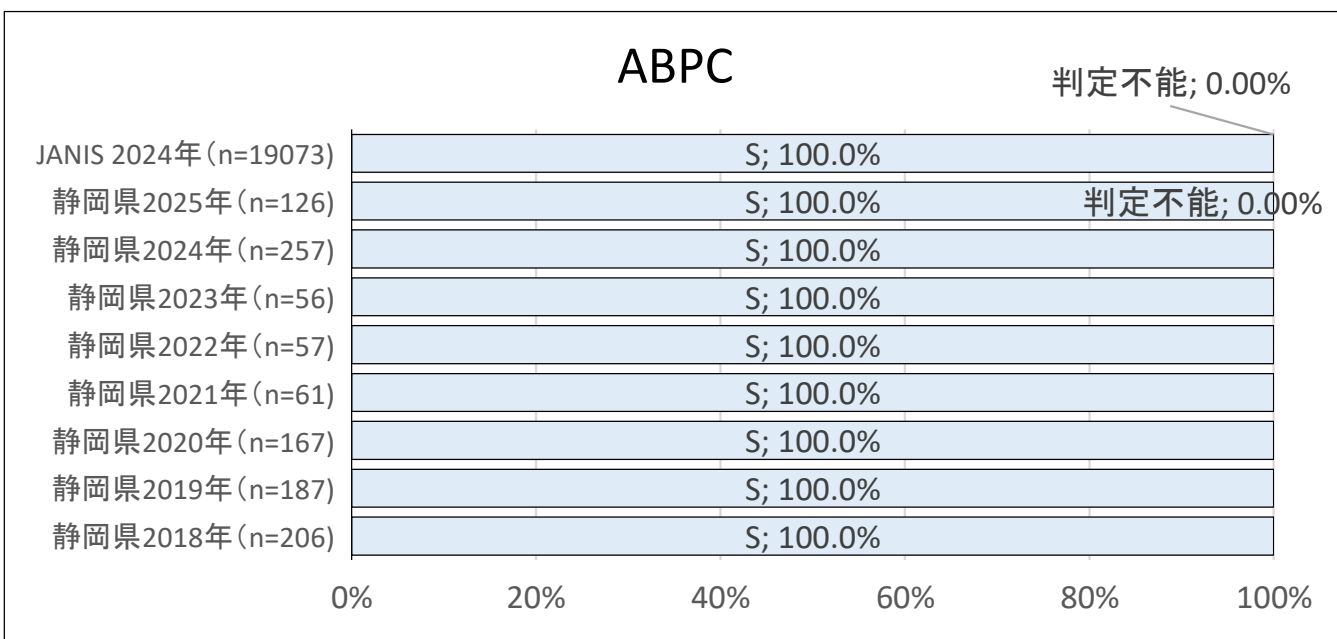 ABPC
判定不能; 0.00%
JANIS 2024年(n=19073) S; 100.0%
静岡県2025年(n=126) S; 100.0% 判定不能; 0.00%
静岡県2024年(n=257) S; 100.0%
静岡県2023年(n=56) S; 100.0%
静岡県2022年(n=57) S; 100.0%
静岡県2021年(n=61) S; 100.0%
静岡県2020年(n=167) S; 100.0%
静岡県2019年(n=187) S; 100.0%
静岡県2018年(n=206) S; 100.0%
0% 20% 40% 60% 80% 100%